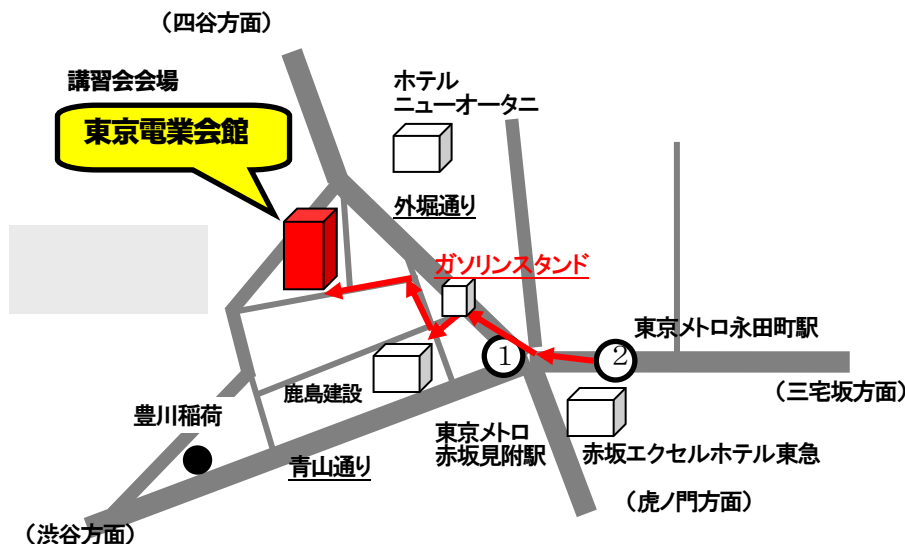 （四谷方面）
講習会会場
東京電業会館
ホテル
ニューオータニ
外堀通り
ガソリンスタンド
東京メトロ永田町駅
1
2
（三宅坂方面）
鹿島建設
豊川稲荷
東京メトロ
赤坂見附駅
赤坂エクセルホテル東急
青山通り
（虎ノ門方面）
（渋谷方面）